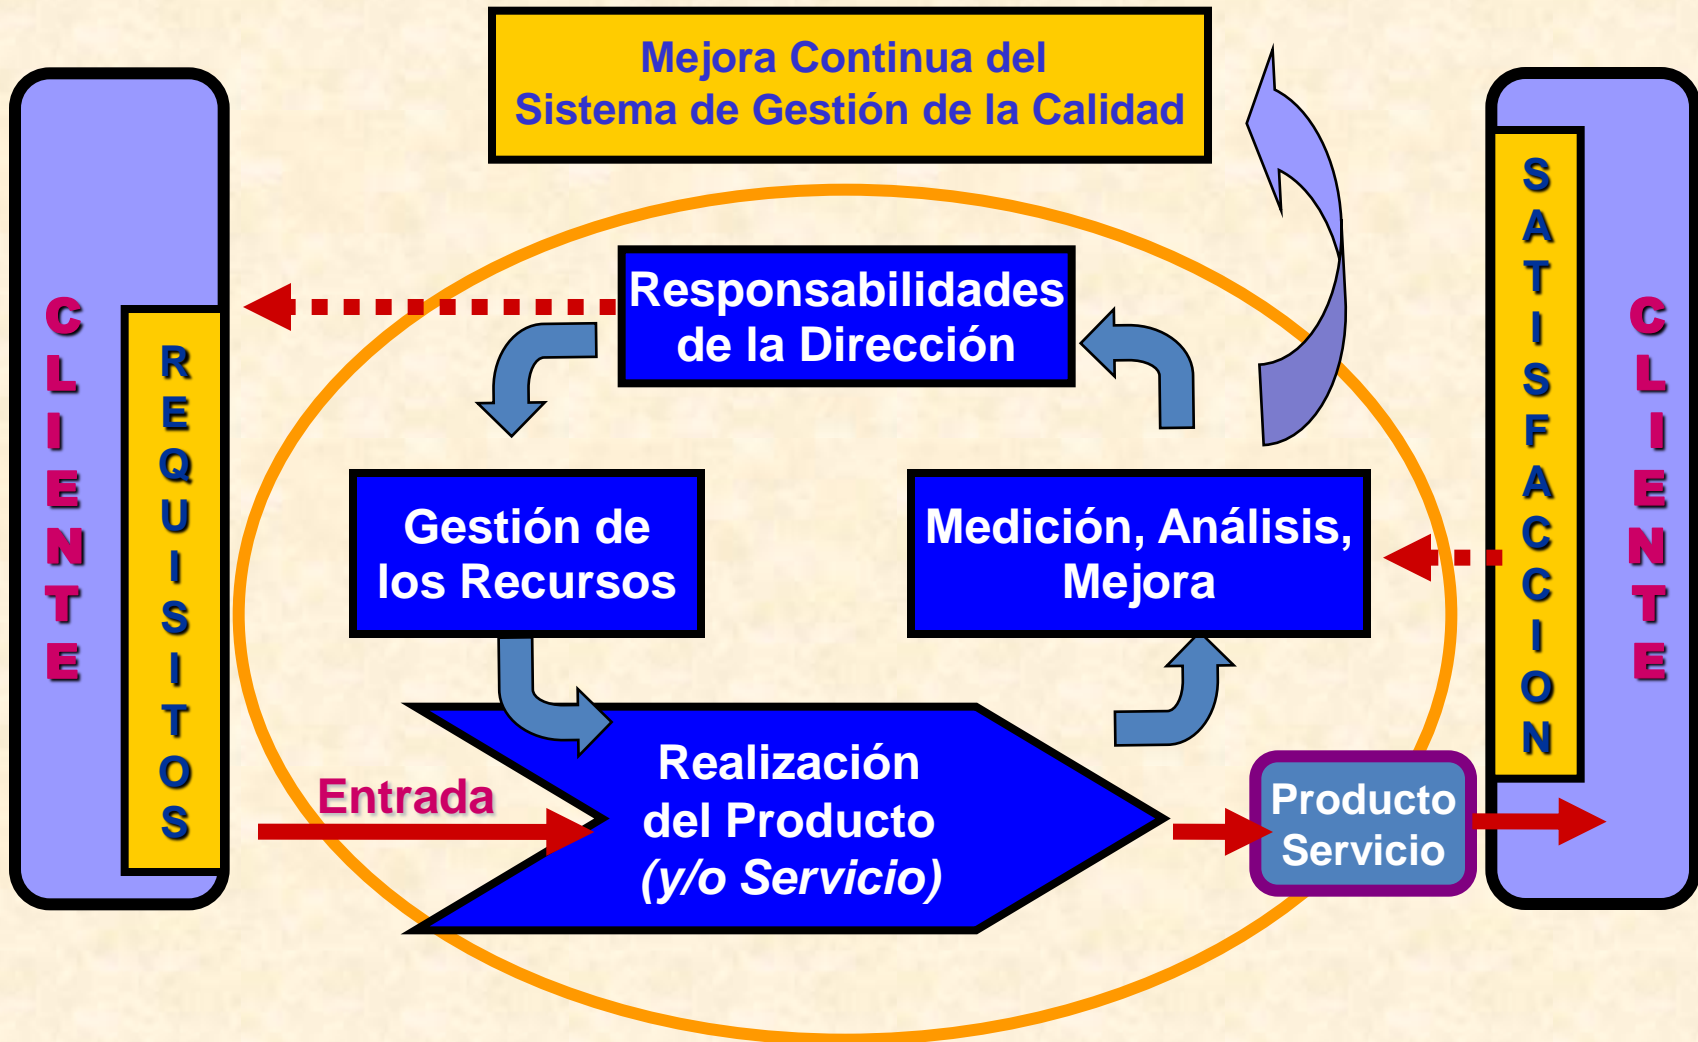 Mejora Continua del
Sistema de Gestión de la Calidad
CLIENTE
REQUISITOS
Responsabilidades
de la Dirección
Gestión de
los Recursos
Medición, Análisis,
Mejora
Entrada
Realización
del Producto
(y/o Servicio)
Producto
Servicio
SATISFACCION
CLIENTE